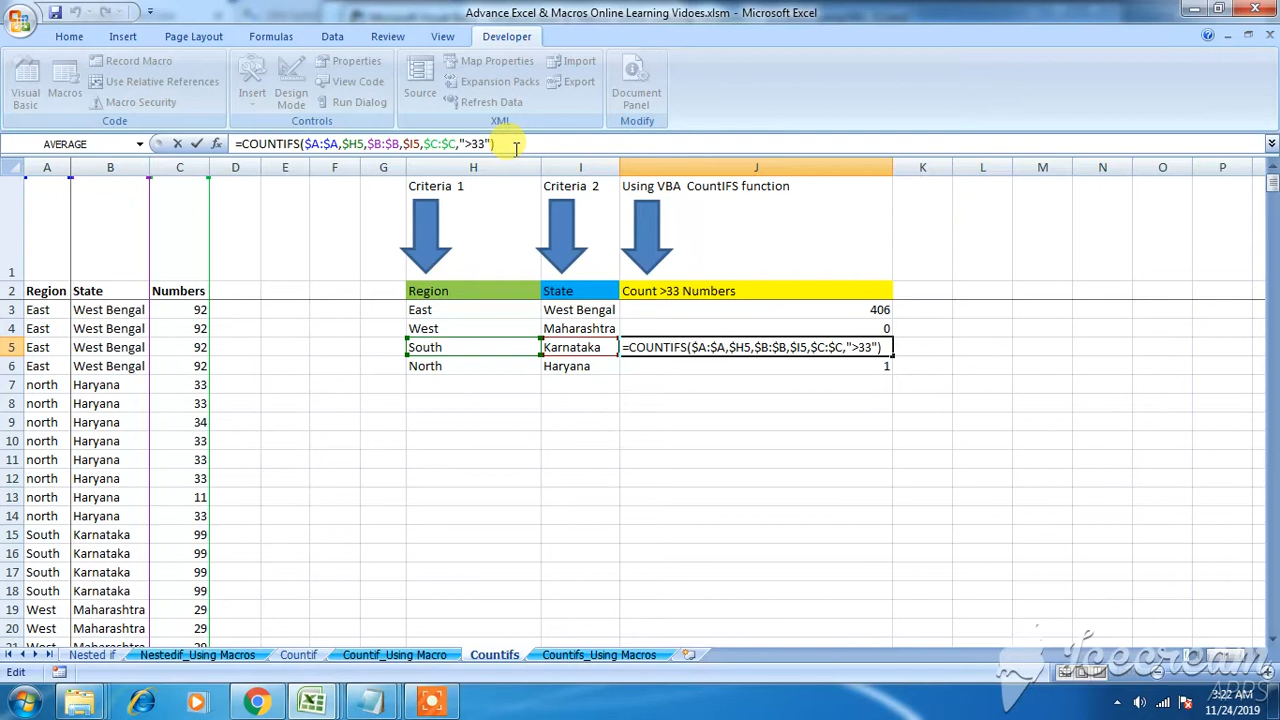 Advance Excel & Macros Online Learning Vidoes.xlsm - Microsoft Excel
Home Insert Page Layout Formulas Data Review View Developer
Visual Basic
Macros
Record Macro
Use Relative References
Macro Security
Code
Insert
Design Mode
Properties
View Code
Run Dialog
Controls
Source
Map Properties
Expansion Packs
Refresh Data
Import
Export
XML
Document Panel
Modify
AVERAGE =COUNTIFS($A:$A,$H5,$B:$B,$I5,$C:$C,">33")
A B C D E F G H I J K L M N O P
1 Criteria 1 Criteria 2 Using VBA CountIFS function
2 Region State Numbers Region State Count >33 Numbers
3 East West Bengal 92 East West Bengal 406
4 East West Bengal 92 West Maharashtra 0
5 East West Bengal 92 South Karnataka =COUNTIFS($A:$A,$H5,$B:$B,$I5,$C:$C,">33")
6 East West Bengal 92 North Haryana 1
7 north Haryana 33
8 north Haryana 33
9 north Haryana 34
10 north Haryana 33
11 north Haryana 33
12 north Haryana 33
13 north Haryana 11
14 north Haryana 33
15 South Karnataka 99
16 South Karnataka 99
17 South Karnataka 99
18 South Karnataka 99
19 West Maharashtra 29
20 West Maharashtra 29
21 West Maharashtra 29
Nested if Nestedif_Using Macros Countif Countif_Using Macro Countifs Countifs_Using Macros
Edit
Icecream
APPS
3:22 AM
11/24/2019